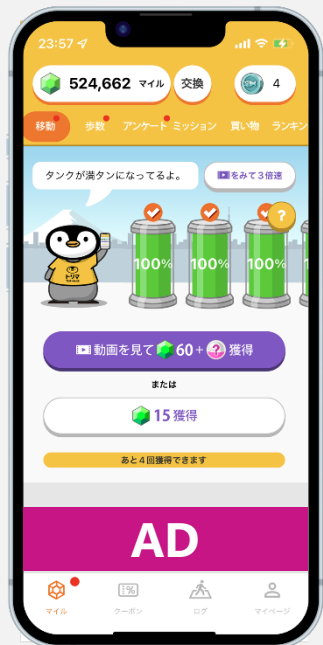 23:57
524,662 マイル
交換
4
移動 歩数 アンケート ミッション 買い物 ランキン
タンクが満タンになってるよ。
をみて3倍速
?
100% 100% 100%
トリマ
動画を見て 60 + ? 獲得
または
15 獲得
あと4回獲得できます
AD
マイル クーポン ログ マイページ